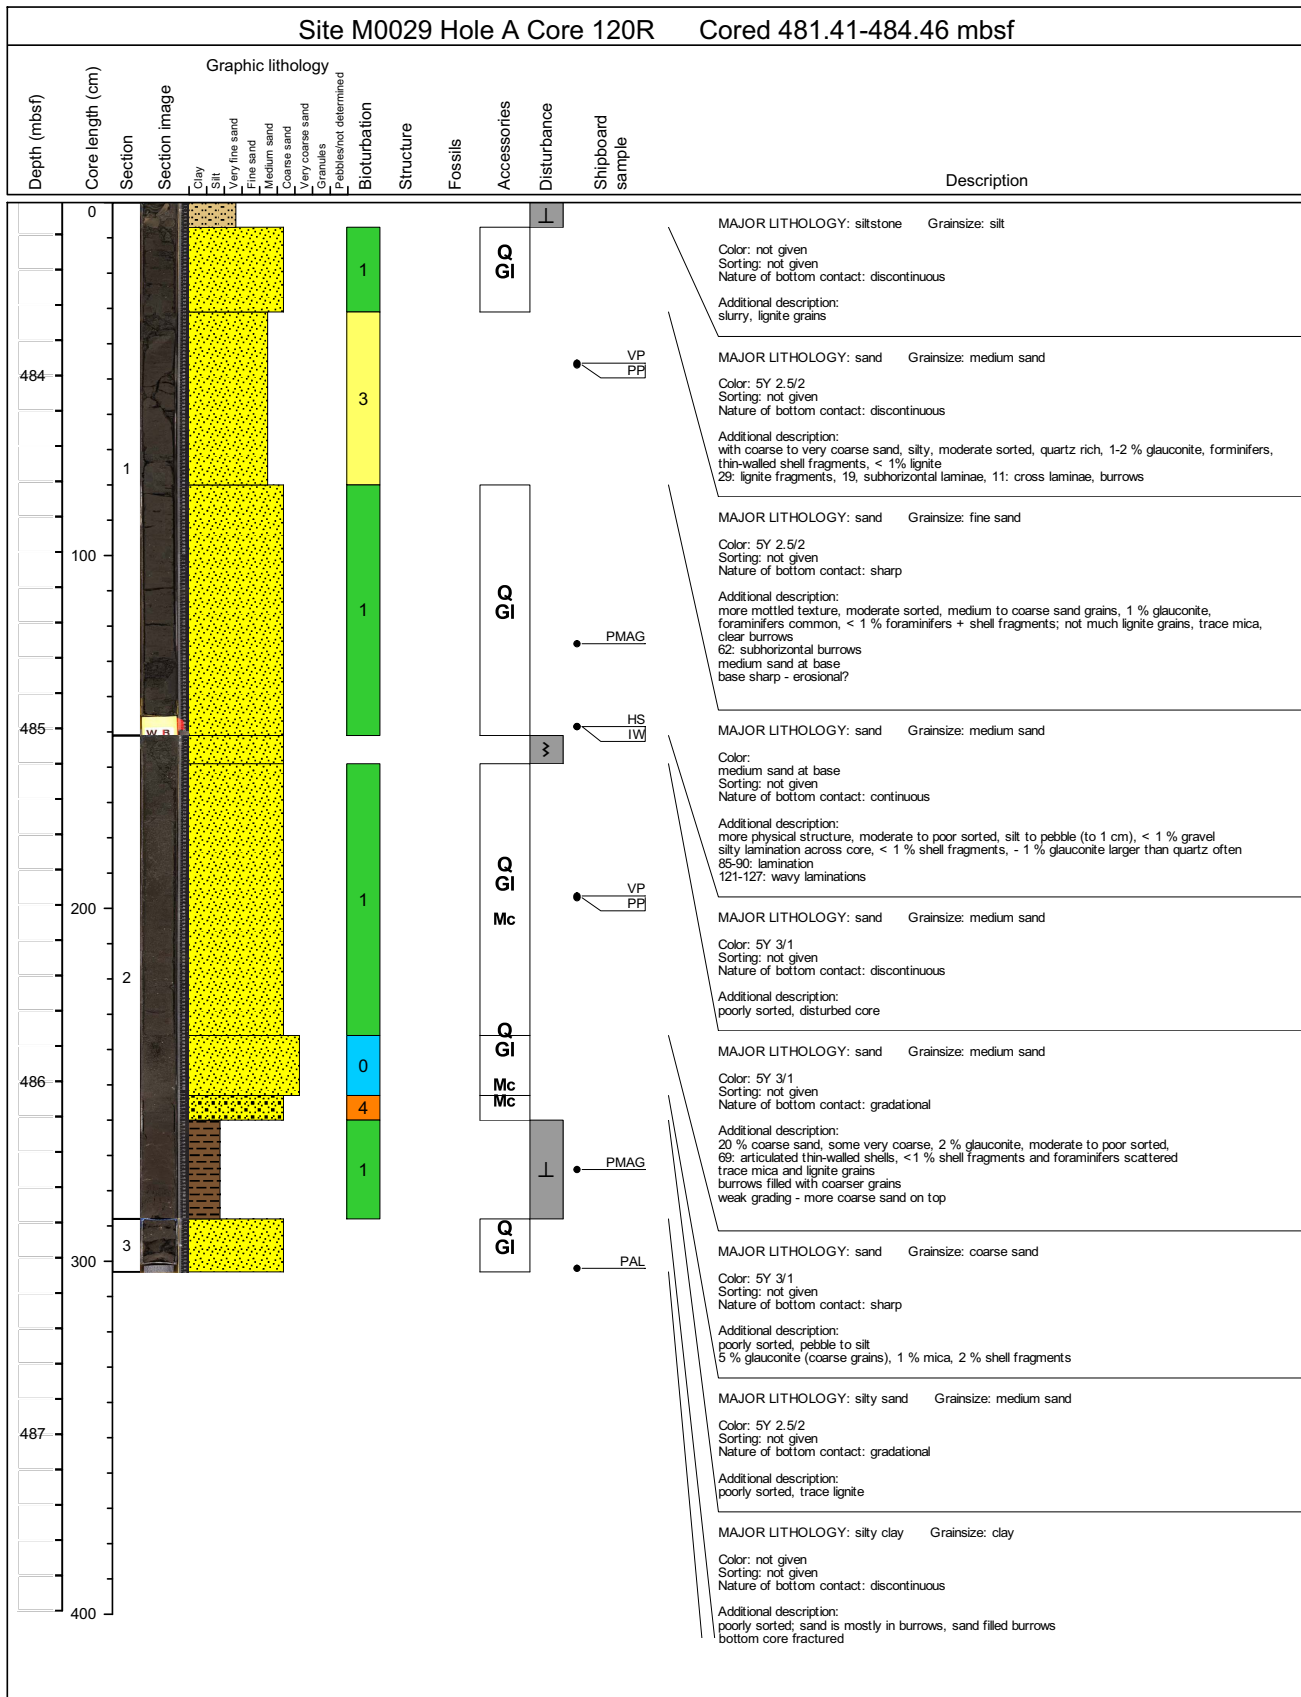 Site M0029 Hole A Core 120R Cored 481.41-484.46 mbsf
Depth (mbsf)
Core length (cm)
Section
Section image
Graphic lithology
Clay
Silt
Very fine sand
Fine sand
Medium sand
Coarse sand
Very coarse sand
Granules
Pebbles/not determined
Bioturbation
Structure
Fossils
Accessories
Disturbance
Shipboard
sample
Description
0
100
200
300
400
484
485
486
487
1
2
3
W B
1
3
1
1
0
4
1
Q
Gl
Q
Gl
Q
Gl
Mc
Q
Gl
Mc
Mc
Q
Gl
VP
PP
PMAG
HS
IW
VP
PP
PMAG
PAL
MAJOR LITHOLOGY: siltstone Grainsize: silt
Color: not given
Sorting: not given
Nature of bottom contact: discontinuous
Additional description:
slurry, lignite grains
MAJOR LITHOLOGY: sand Grainsize: medium sand
Color: 5Y 2.5/2
Sorting: not given
Nature of bottom contact: discontinuous
Additional description:
with coarse to very coarse sand, silty, moderate sorted, quartz rich, 1-2 % glauconite, forminifers,
thin-walled shell fragments, < 1% lignite
29: lignite fragments, 19, subhorizontal laminae, 11: cross laminae, burrows
MAJOR LITHOLOGY: sand Grainsize: fine sand
Color: 5Y 2.5/2
Sorting: not given
Nature of bottom contact: sharp
Additional description:
more mottled texture, moderate sorted, medium to coarse sand grains, 1 % glauconite,
foraminifers common, < 1 % foraminifers + shell fragments; not much lignite grains, trace mica,
clear burrows
62: subhorizontal burrows
medium sand at base
base sharp - erosional?
MAJOR LITHOLOGY: sand Grainsize: medium sand
Color:
medium sand at base
Sorting: not given
Nature of bottom contact: continuous
Additional description:
more physical structure, moderate to poor sorted, silt to pebble (to 1 cm), < 1 % gravel
silty lamination across core, < 1 % shell fragments, - 1 % glauconite larger than quartz often
85-90: lamination
121-127: wavy laminations
MAJOR LITHOLOGY: sand Grainsize: medium sand
Color: 5Y 3/1
Sorting: not given
Nature of bottom contact: discontinuous
Additional description:
poorly sorted, disturbed core
MAJOR LITHOLOGY: sand Grainsize: medium sand
Color: 5Y 3/1
Sorting: not given
Nature of bottom contact: gradational
Additional description:
20 % coarse sand, some very coarse, 2 % glauconite, moderate to poor sorted,
69: articulated thin-walled shells, <1 % shell fragments and foraminifers scattered
trace mica and lignite grains
burrows filled with coarser grains
weak grading - more coarse sand on top
MAJOR LITHOLOGY: sand Grainsize: coarse sand
Color: 5Y 3/1
Sorting: not given
Nature of bottom contact: sharp
Additional description:
poorly sorted, pebble to silt
5 % glauconite (coarse grains), 1 % mica, 2 % shell fragments
MAJOR LITHOLOGY: silty sand Grainsize: medium sand
Color: 5Y 2.5/2
Sorting: not given
Nature of bottom contact: gradational
Additional description:
poorly sorted, trace lignite
MAJOR LITHOLOGY: silty clay Grainsize: clay
Color: not given
Sorting: not given
Nature of bottom contact: discontinuous
Additional description:
poorly sorted; sand is mostly in burrows, sand filled burrows
bottom core fractured